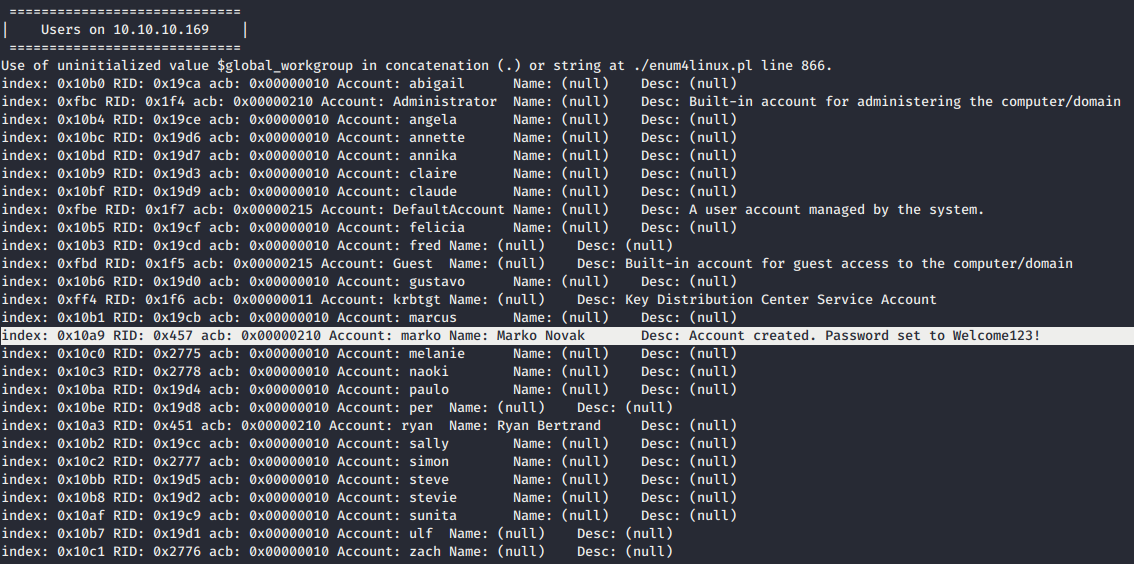 =============================
|    Users on 10.10.10.169    |
=============================
Use of uninitialized value $global_workgroup in concatenation (.) or string at ./enum4linux.pl line 866.
index: 0x10b0 RID: 0x19ca acb: 0x00000010 Account: abigail      Name: (null)    Desc: (null)
index: 0xfbc RID: 0x1f4 acb: 0x00000210 Account: Administrator  Name: (null)    Desc: Built-in account for administering the computer/domain
index: 0x10b4 RID: 0x19ce acb: 0x00000010 Account: angela       Name: (null)    Desc: (null)
index: 0x10bc RID: 0x19d6 acb: 0x00000010 Account: annette      Name: (null)    Desc: (null)
index: 0x10bd RID: 0x19d7 acb: 0x00000010 Account: annika       Name: (null)    Desc: (null)
index: 0x10b9 RID: 0x19d3 acb: 0x00000010 Account: claire       Name: (null)    Desc: (null)
index: 0x10bf RID: 0x19d9 acb: 0x00000010 Account: claude       Name: (null)    Desc: (null)
index: 0xfbe RID: 0x1f7 acb: 0x00000215 Account: DefaultAccount Name: (null)    Desc: A user account managed by the system.
index: 0x10b5 RID: 0x19cf acb: 0x00000010 Account: felicia      Name: (null)    Desc: (null)
index: 0x10b3 RID: 0x19cd acb: 0x00000010 Account: fred Name: (null)    Desc: (null)
index: 0xfbd RID: 0x1f5 acb: 0x00000215 Account: Guest  Name: (null)    Desc: Built-in account for guest access to the computer/domain
index: 0x10b6 RID: 0x19d0 acb: 0x00000010 Account: gustavo      Name: (null)    Desc: (null)
index: 0xff4 RID: 0x1f6 acb: 0x00000011 Account: krbtgt Name: (null)    Desc: Key Distribution Center Service Account
index: 0x10b1 RID: 0x19cb acb: 0x00000010 Account: marcus       Name: (null)    Desc: (null)
index: 0x10a9 RID: 0x457 acb: 0x00000210 Account: marko Name: Marko Novak       Desc: Account created. Password set to Welcome123!
index: 0x10c0 RID: 0x2775 acb: 0x00000010 Account: melanie      Name: (null)    Desc: (null)
index: 0x10c3 RID: 0x2778 acb: 0x00000010 Account: naoki        Name: (null)    Desc: (null)
index: 0x10ba RID: 0x19d4 acb: 0x00000010 Account: paulo        Name: (null)    Desc: (null)
index: 0x10be RID: 0x19d8 acb: 0x00000010 Account: per  Name: (null)    Desc: (null)
index: 0x10a3 RID: 0x451 acb: 0x00000210 Account: ryan  Name: Ryan Bertrand     Desc: (null)
index: 0x10b2 RID: 0x19cc acb: 0x00000010 Account: sally        Name: (null)    Desc: (null)
index: 0x10c2 RID: 0x2777 acb: 0x00000010 Account: simon        Name: (null)    Desc: (null)
index: 0x10bb RID: 0x19d5 acb: 0x00000010 Account: steve        Name: (null)    Desc: (null)
index: 0x10b8 RID: 0x19d2 acb: 0x00000010 Account: stevie       Name: (null)    Desc: (null)
index: 0x10af RID: 0x19c9 acb: 0x00000010 Account: sunita       Name: (null)    Desc: (null)
index: 0x10b7 RID: 0x19d1 acb: 0x00000010 Account: ulf  Name: (null)    Desc: (null)
index: 0x10c1 RID: 0x2776 acb: 0x00000010 Account: zach Name: (null)    Desc: (null)